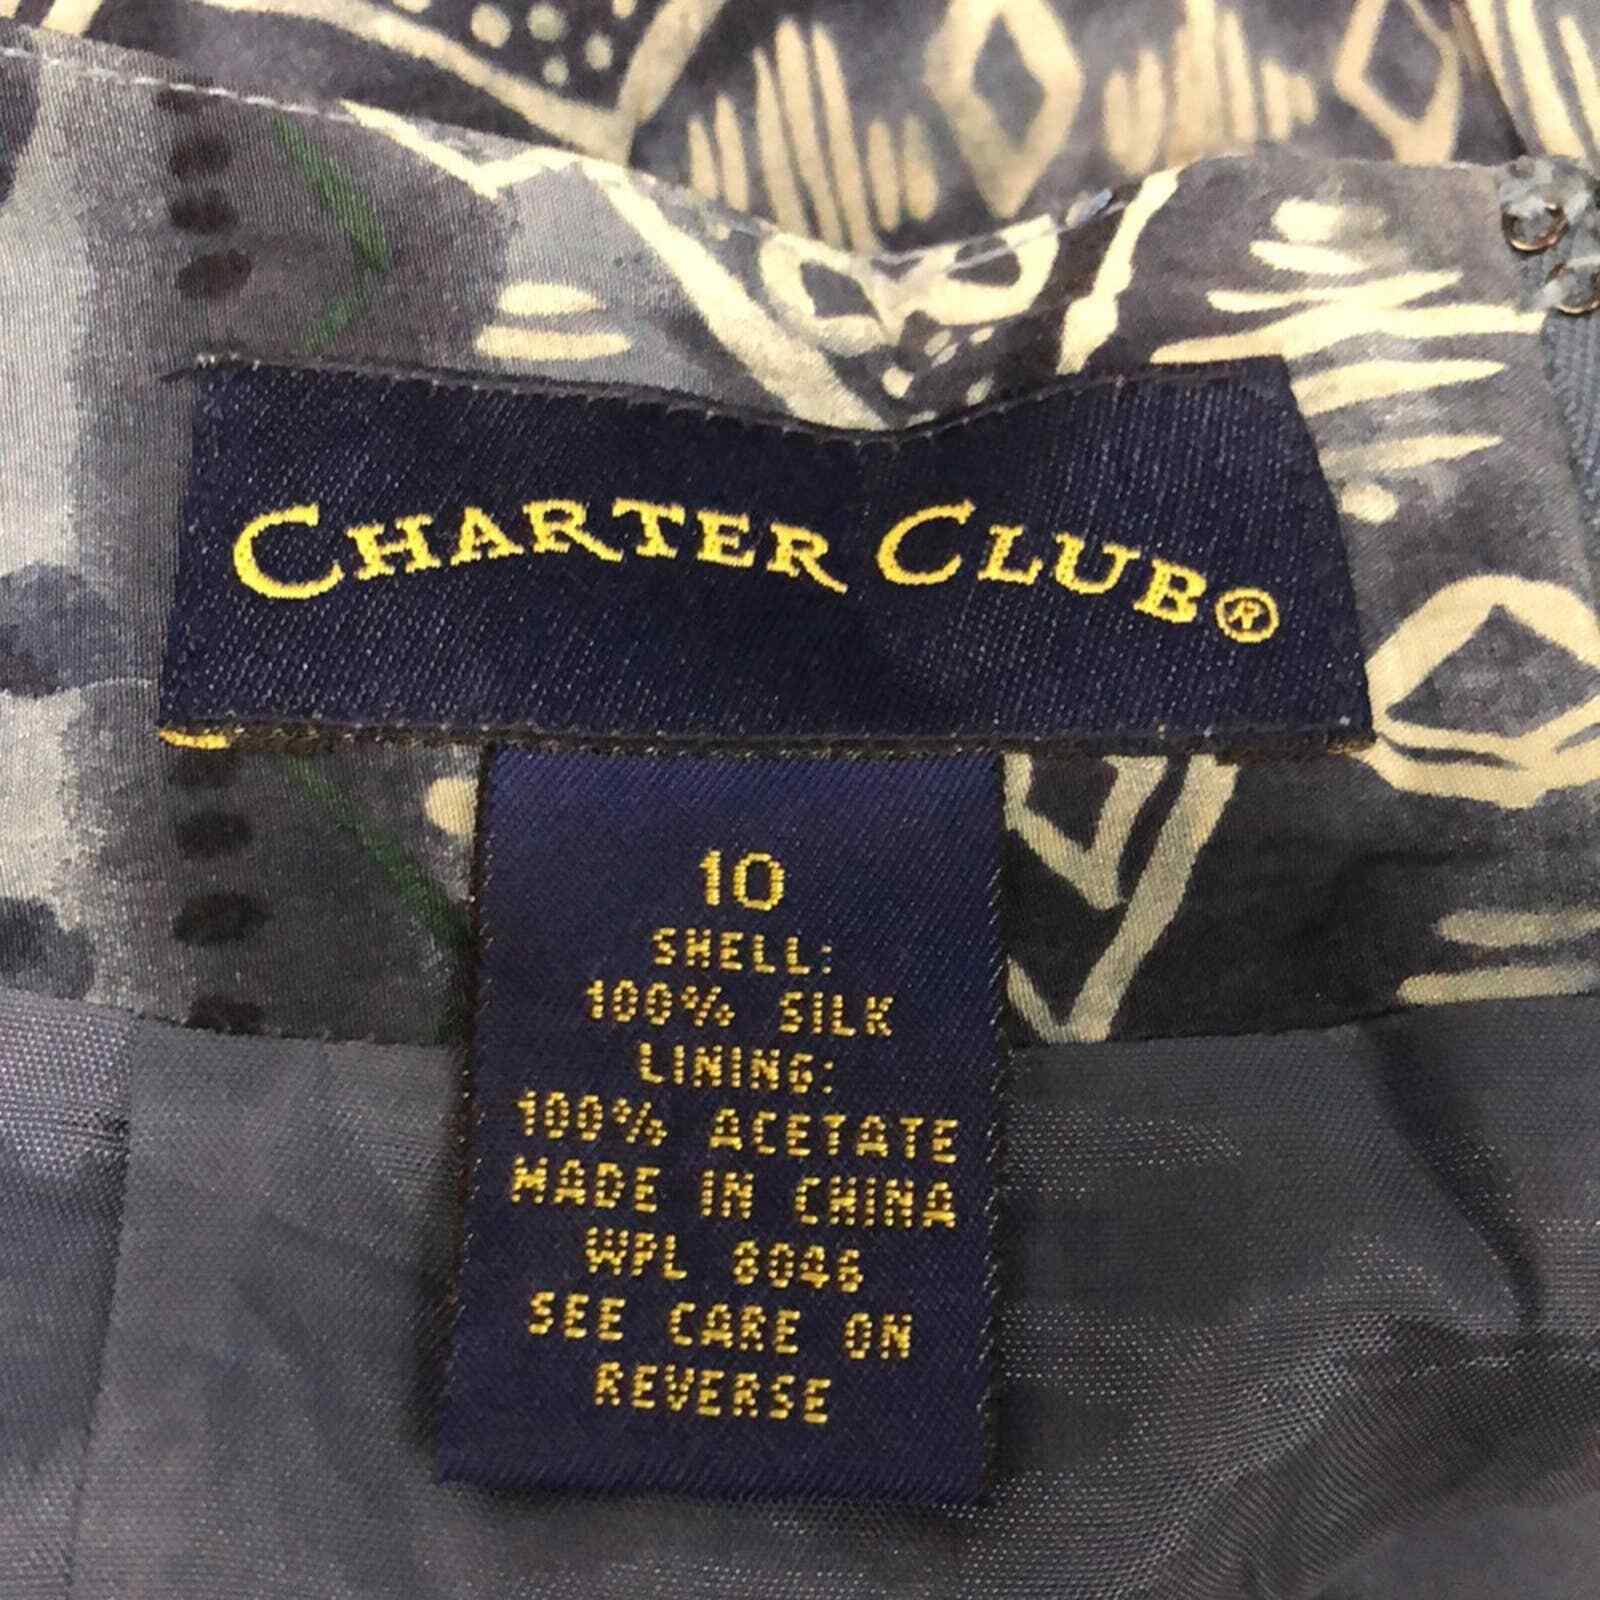 CHARTER CLUB®
10
SHELL:
100% SILK
LINING:
100% ACETATE
MADE IN CHINA
WPL 8046
SEE CARE ON
REVERSE